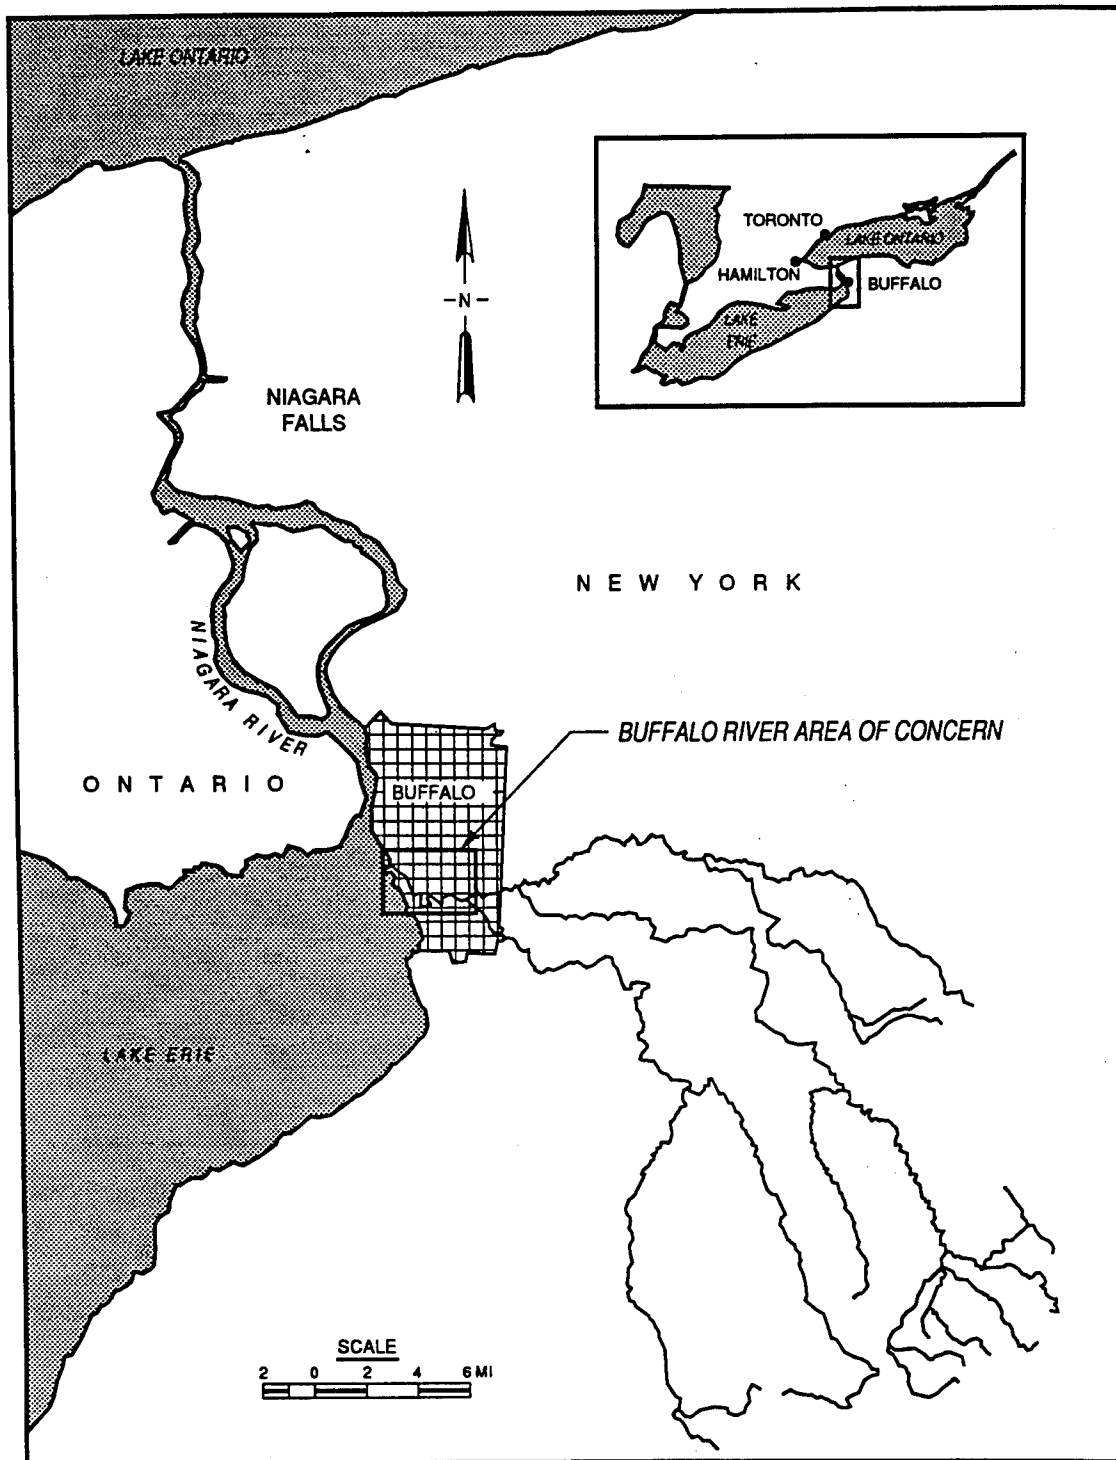 LAKE ONTARIO
TORONTO
LAKE ONTARIO
HAMILTON
BUFFALO
LAKE
ERIE
-N-
NIAGARA
FALLS
NEW YORK
NIAGARA RIVER
BUFFALO RIVER AREA OF CONCERN
ONTARIO
BUFFALO
LAKE ERIE
SCALE
2 0 2 4 6 MI